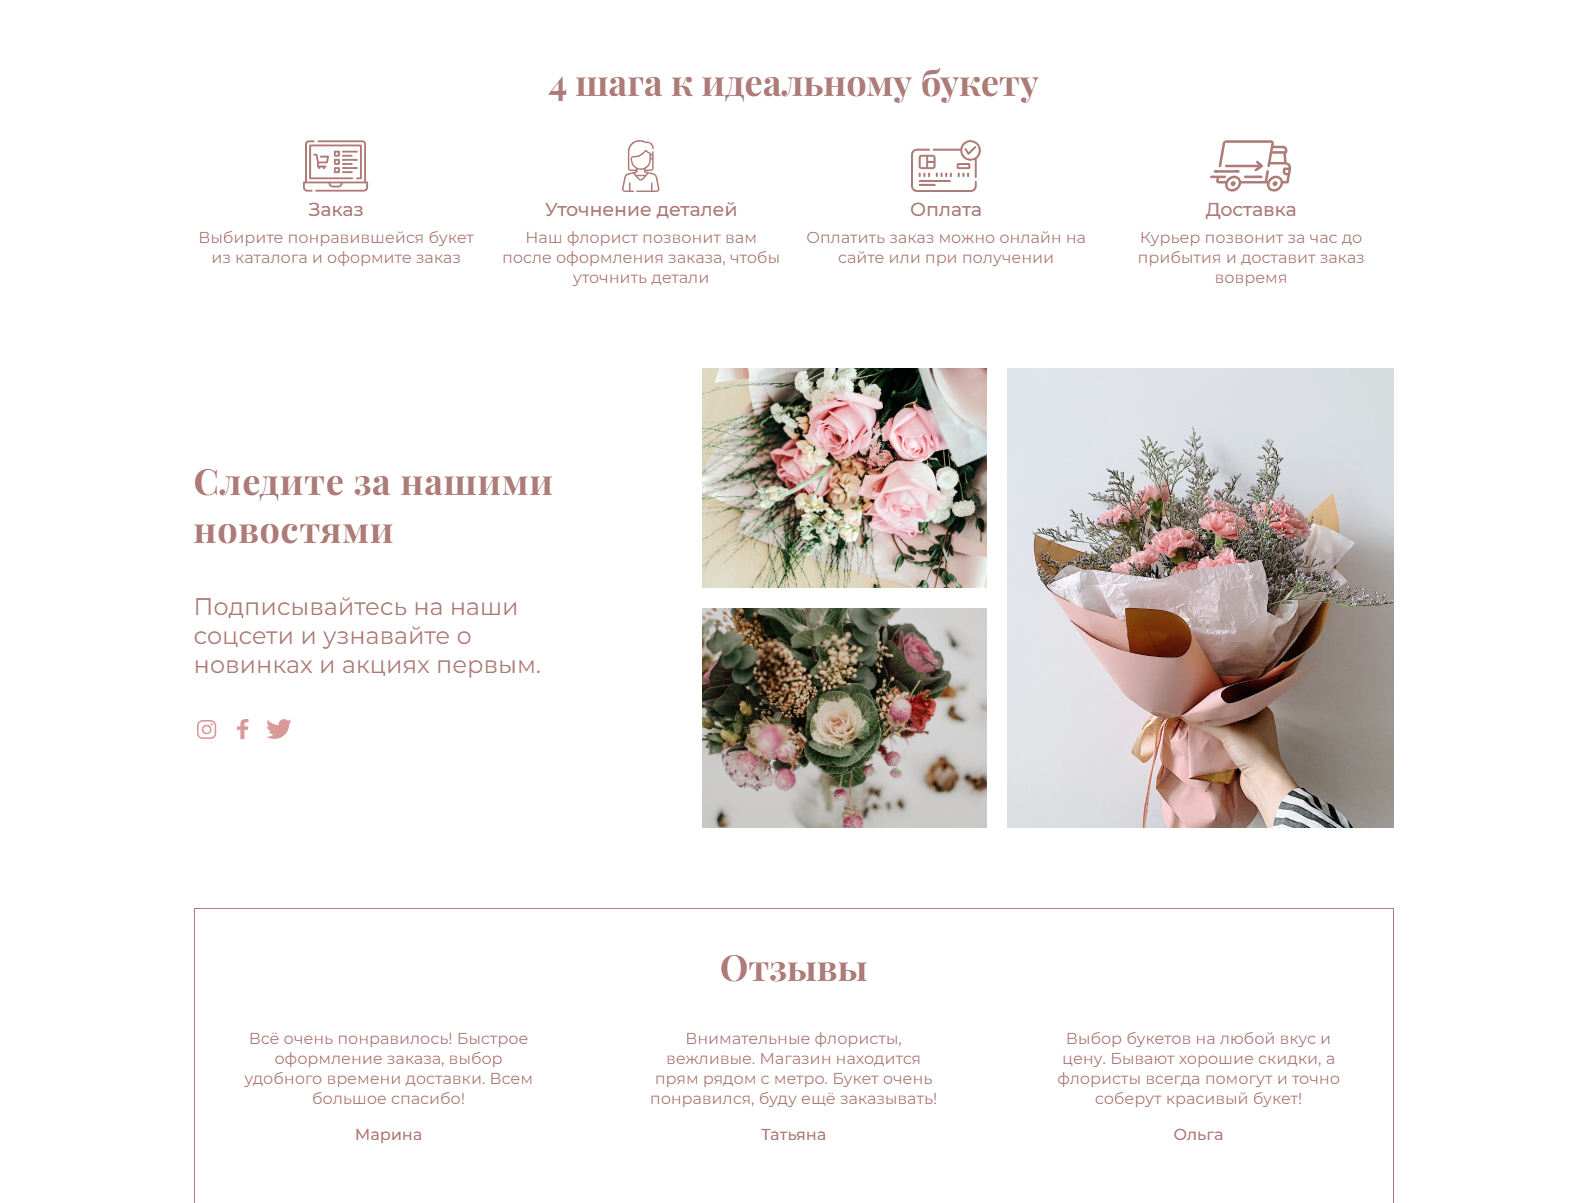 4 шага к идеальному букету
Заказ
Выбирите понравившейся букет
из каталога и оформите заказ
Уточнение деталей
Наш флорист позвонит вам
после оформления заказа, чтобы
уточнить детали
Оплата
Оплатить заказ можно онлайн на
сайте или при получении
Доставка
Курьер позвонит за час до
прибытия и доставит заказ
вовремя
Следите за нашими
новостями
Подписывайтесь на наши
соцсети и узнавайте о
новинках и акциях первым.
Отзывы
Всё очень понравилось! Быстрое
оформление заказа, выбор
удобного времени доставки. Всем
большое спасибо!
Марина
Внимательные флористы,
вежливые. Магазин находится
прям рядом с метро. Букет очень
понравился, буду ещё заказывать!
Татьяна
Выбор букетов на любой вкус и
цену. Бывают хорошие скидки, а
флористы всегда помогут и точно
соберут красивый букет!
Ольга